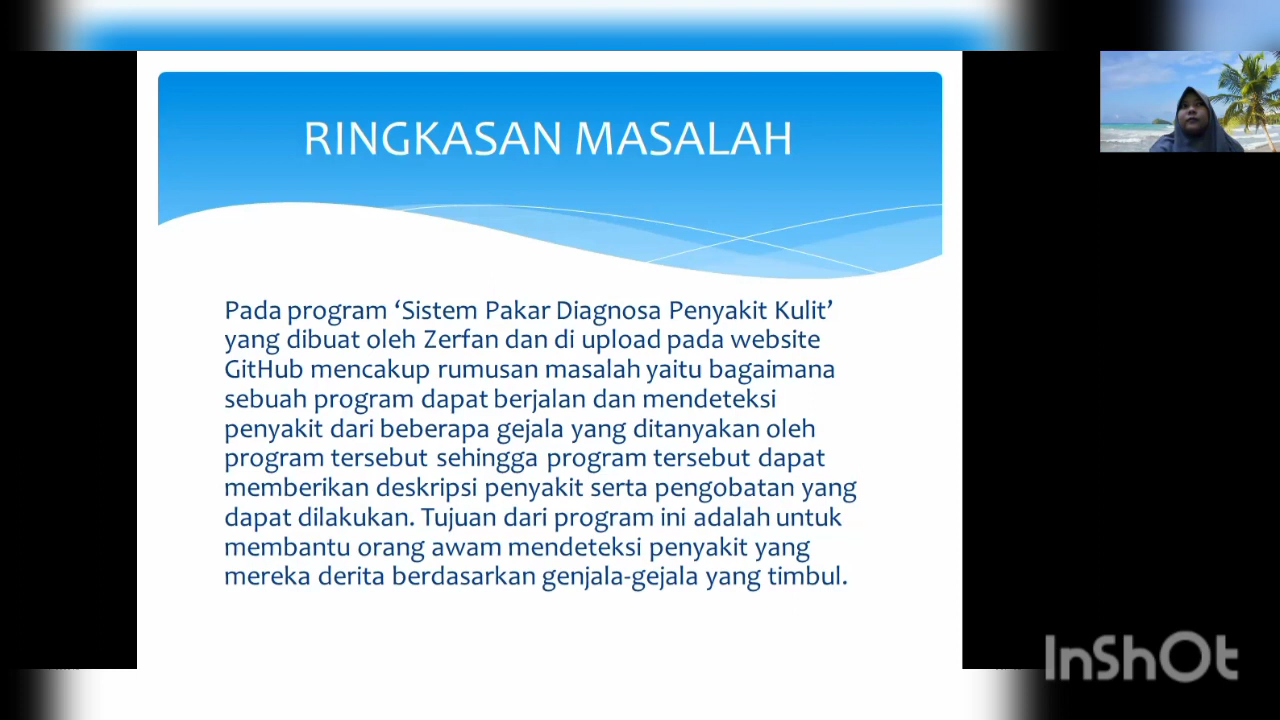 RINGKASAN MASALAH
Pada program ‘Sistem Pakar Diagnosa Penyakit Kulit’
yang dibuat oleh Zerfan dan di upload pada website
GitHub mencakup rumusan masalah yaitu bagaimana
sebuah program dapat berjalan dan mendeteksi
penyakit dari beberapa gejala yang ditanyakan oleh
program tersebut sehingga program tersebut dapat
memberikan deskripsi penyakit serta pengobatan yang
dapat dilakukan. Tujuan dari program ini adalah untuk
membantu orang awam mendeteksi penyakit yang
mereka derita berdasarkan genjala-gejala yang timbul.
InShOt